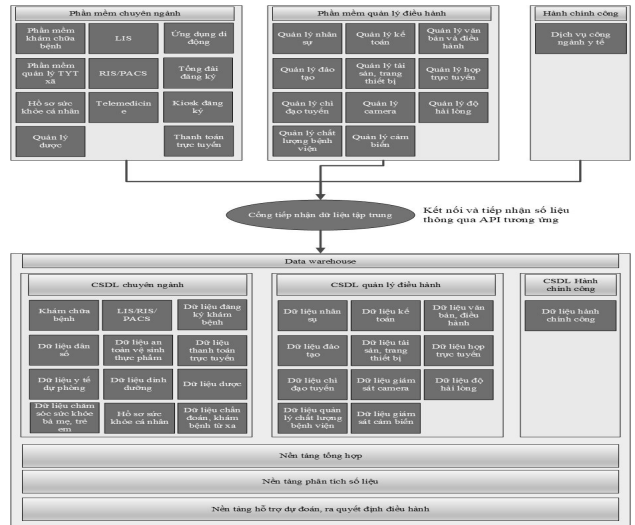 Phần mềm chuyên ngành
Phần mềm
khám chữa
bệnh
LIS
Ứng dụng di
động
Phần mềm
quản lý TYT
xã
RIS/PACS
Tổng đài
đăng ký
Hồ sơ sức
khỏe cá nhân
Telemedicin
e
Kiosk đăng
ký
Quản lý
dược
Thanh toán
trực tuyến
Phần mềm quản lý điều hành
Quản lý nhân
sự
Quản lý kế
toán
Quản lý văn
bản và điều
hành
Quản lý đào
tạo
Quản lý tài
sản, trang
thiết bị
Quản lý họp
trực tuyến
Quản lý chỉ
đạo tuyến
Quản lý
camera
Quản lý độ
hài lòng
Quản lý chất
lượng bệnh
viện
Quản lý cảm
biến
Hành chính công
Dịch vụ công
ngành y tế
Cổng tiếp nhận dữ liệu tập trung
Kết nối và tiếp nhận số liệu
thông qua API tương ứng
Data warehouse
CSDL chuyên ngành
Khám chữa
bệnh
LIS/RIS/
PACS
Dữ liệu đăng
ký khám
bệnh
Dữ liệu dân
số
Dữ liệu an
toàn vệ sinh
thực phẩm
Dữ liệu
thanh toán
trực tuyến
Dữ liệu y tế
dự phòng
Dữ liệu dinh
dưỡng
Dữ liệu dược
Dữ liệu chăm
sóc sức khỏe
bà mẹ, trẻ
em
Hồ sơ sức
khỏe cá nhân
Dữ liệu chẩn
đoán, khám
bệnh từ xa
CSDL quản lý điều hành
Dữ liệu nhân
sự
Dữ liệu kế
toán
Dữ liệu văn
bản, điều
hành
Dữ liệu đào
tạo
Dữ liệu tài
sản, trang
thiết bị
Dữ liệu họp
trực tuyến
Dữ liệu chỉ
đạo tuyến
Dữ liệu giám
sát camera
Dữ liệu độ
hài lòng
Dữ liệu quản
lý chất lượng
bệnh viện
Dữ liệu giám
sát cảm biến
CSDL Hành
chính công
Dữ liệu hành
chính công
Nền tảng tổng hợp
Nền tảng phân tích số liệu
Nền tảng hỗ trợ dự đoán, ra quyết định điều hành